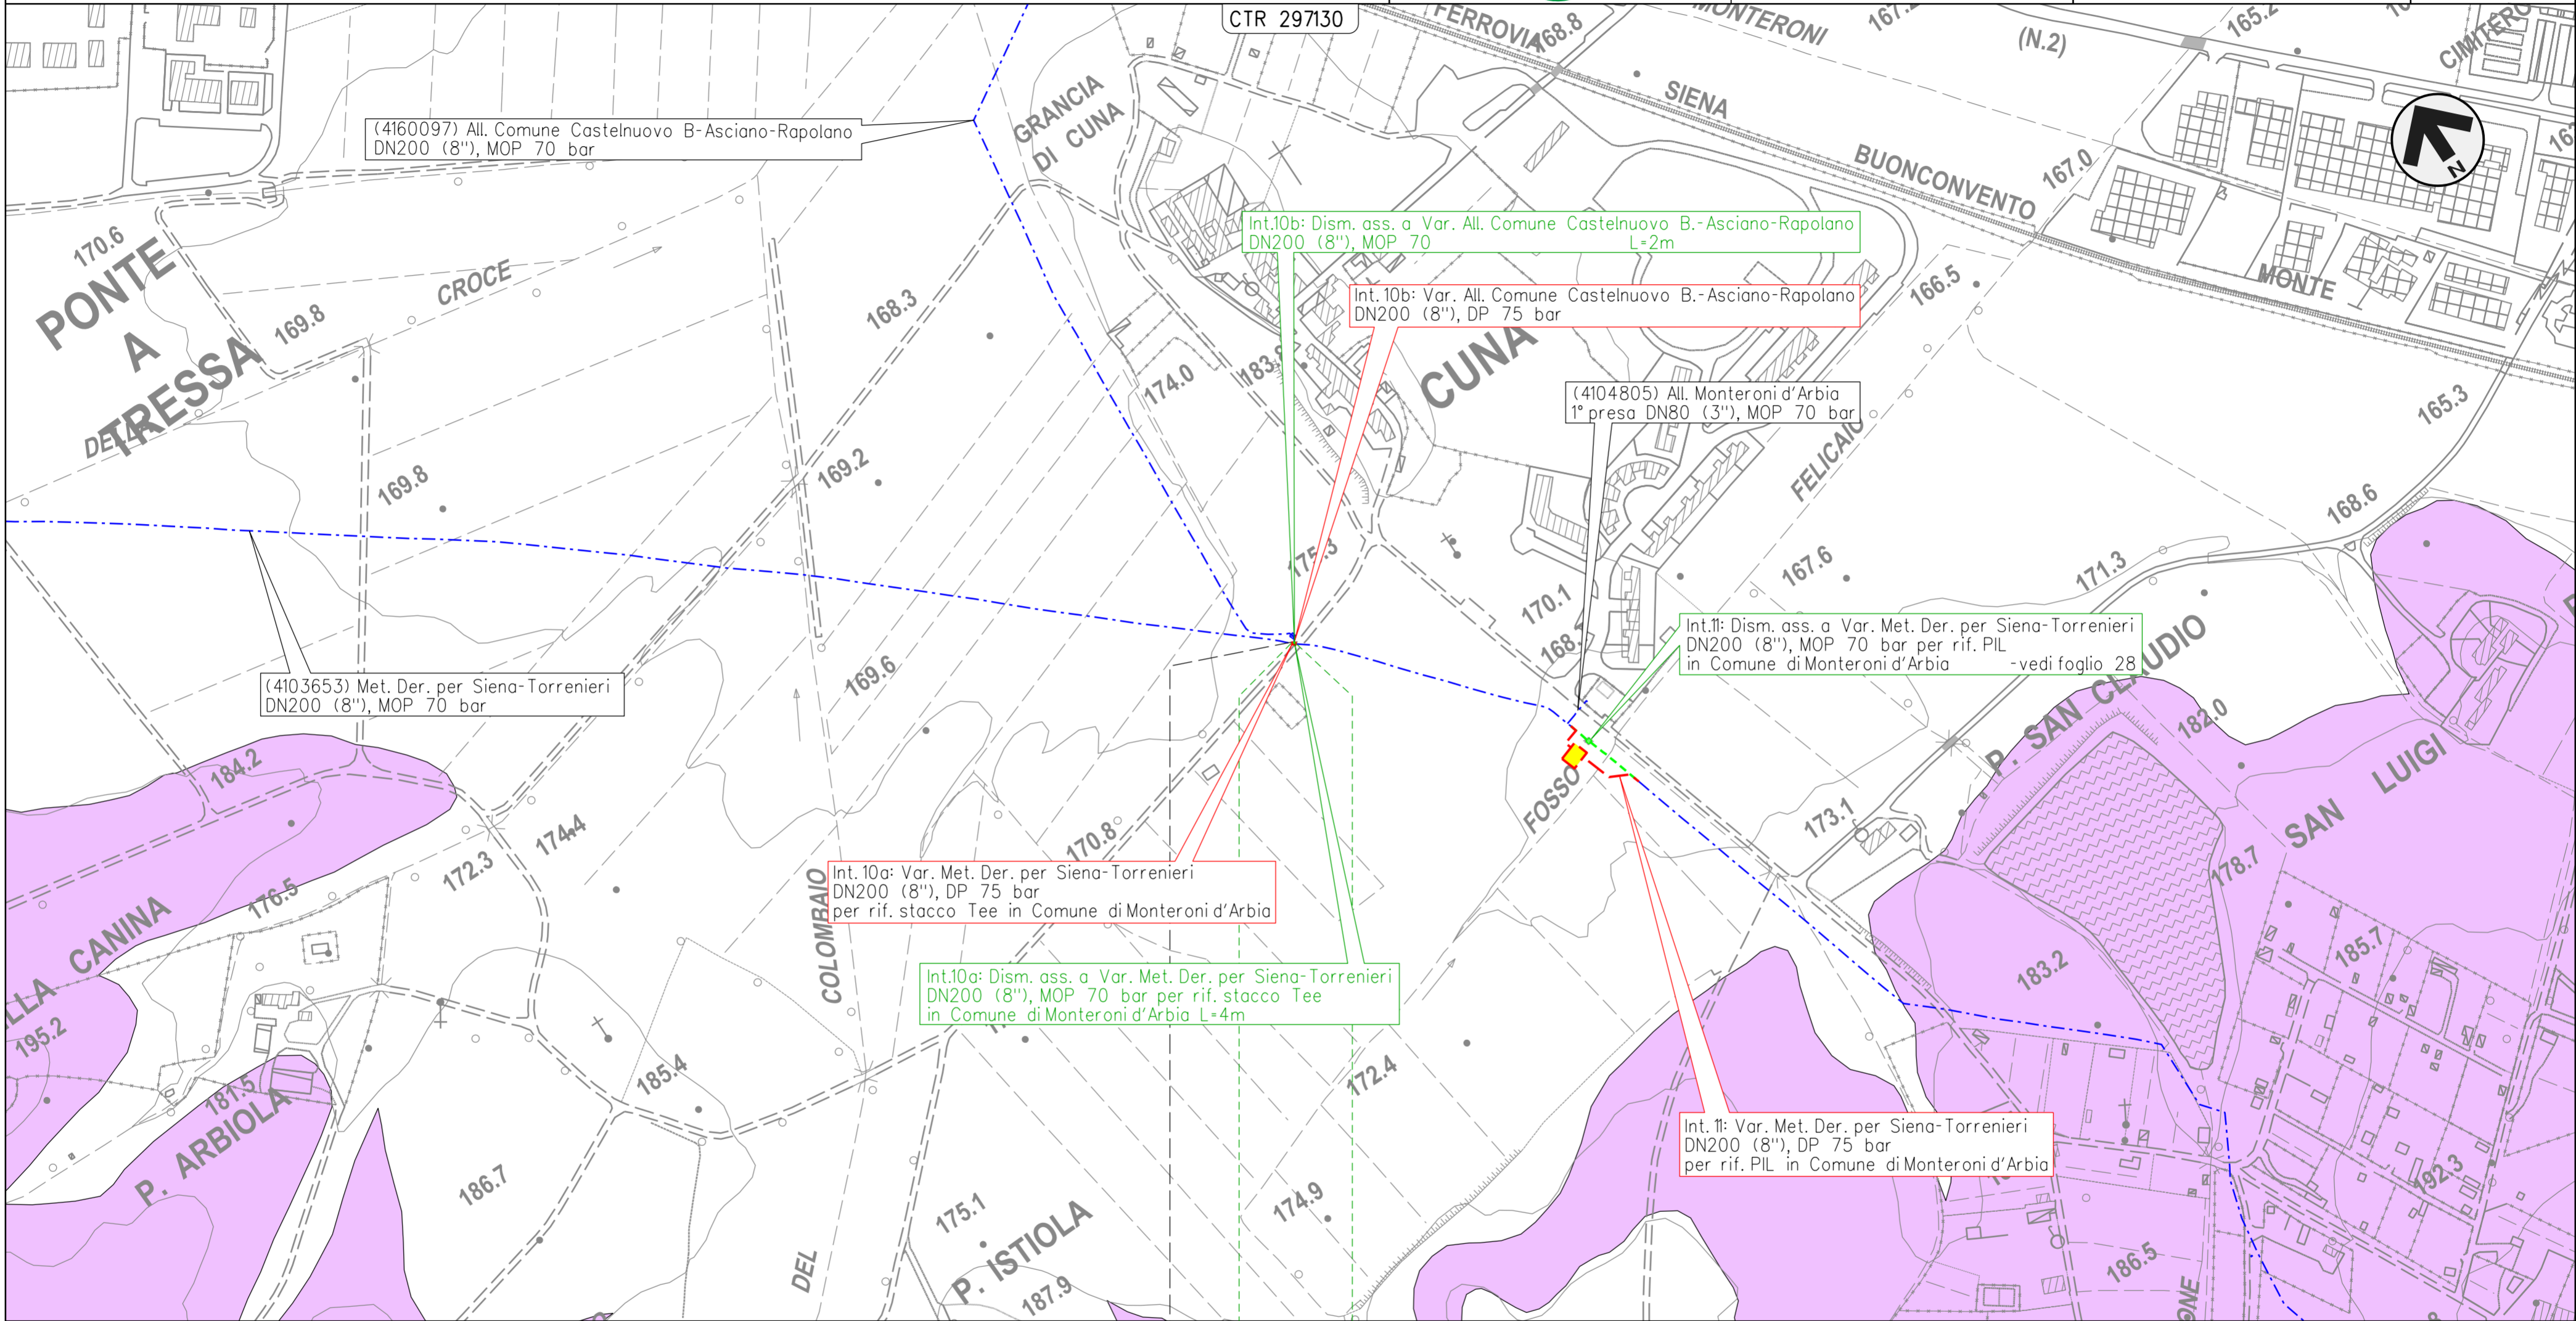 CTR 297130
FERROVIA
168.8
MONTERONI
(N.2)
165.2
CIMITERO
SIENA
GRANCIA
DI CUNA
(4160097) All. Comune Castelnuovo B-Asciano-Rapolano
DN200 (8"), MOP 70 bar
BUONCONVENTO
167.0
N
170.6
PONTE
A
TRESSA
CROCE
169.8
168.3
Int.10b: Dism. ass. a Var. All. Comune Castelnuovo B.-Asciano-Rapolano
DN200 (8"), MOP 70 L=2m
MONTE
166.5
Int. 10b: Var. All. Comune Castelnuovo B.-Asciano-Rapolano
DN200 (8"), DP 75 bar
174.0
CUNA
(4104805) All. Monteroni d'Arbia
1° presa DN80 (3"), MOP 70 bar
165.3
169.8
169.2
FELICAIO
168.6
175.3
167.6
171.3
170.1
Int.11: Dism. ass. a Var. Met. Der. per Siena-Torrenieri
DN200 (8"), MOP 70 bar per rif. PIL
in Comune di Monteroni d'Arbia -vedi foglio 28
(4103653) Met. Der. per Siena-Torrenieri
DN200 (8"), MOP 70 bar
169.6
P. SAN CLAUDIO
182.0
SAN LUIGI
184.2
FOSSO
173.1
174.4
172.3
170.8
178.7
176.5
Int. 10a: Var. Met. Der. per Siena-Torrenieri
DN200 (8"), DP 75 bar
per rif. stacco Tee in Comune di Monteroni d'Arbia
COLOMBAIO
CANINA
195.2
183.2
185.7
Int.10a: Dism. ass. a Var. Met. Der. per Siena-Torrenieri
DN200 (8"), MOP 70 bar per rif. stacco Tee
in Comune di Monteroni d'Arbia L=4m
181.5
P. ARBIOLA
185.4
172.4
Int. 11: Var. Met. Der. per Siena-Torrenieri
DN200 (8"), DP 75 bar
per rif. PIL in Comune di Monteroni d'Arbia
186.7
175.1
174.9
192.3
DEL
P. ISTIOLA
187.9
186.5